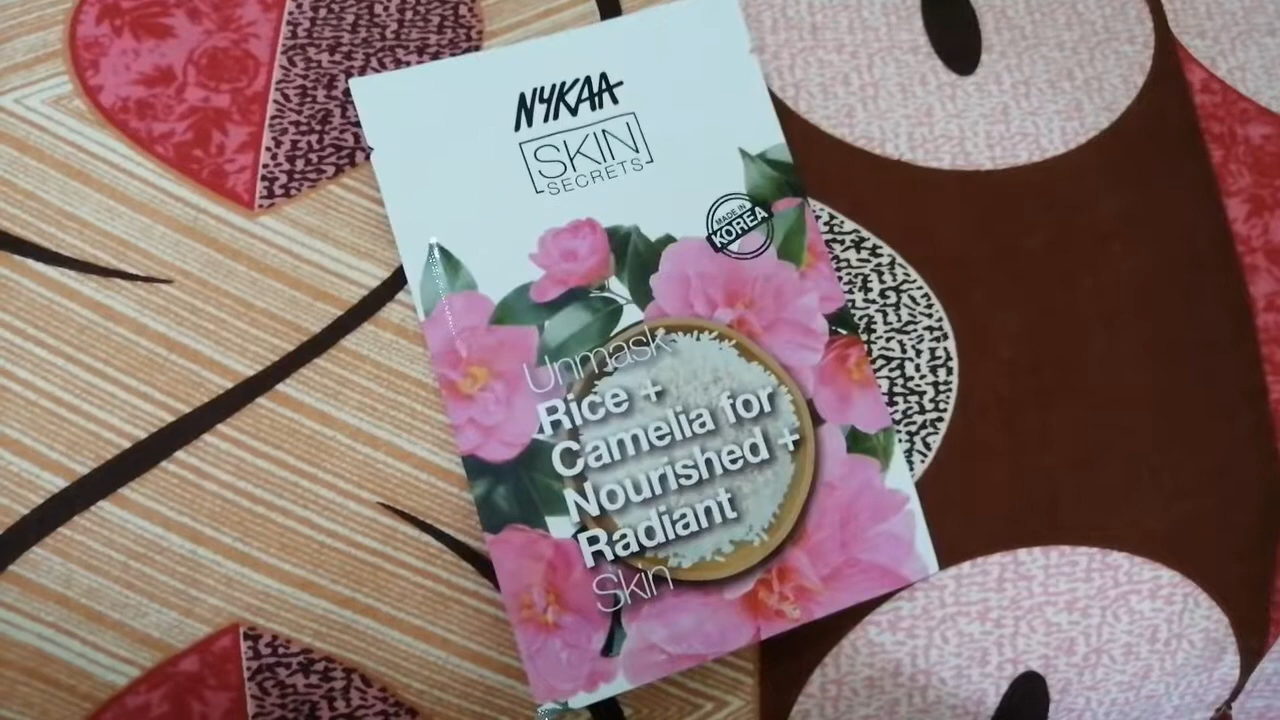 NYKAA
SKIN
SECRETS
MADE IN
KOREA
Unmask
Rice +
Camelia for
Nourished +
Radiant
Skin